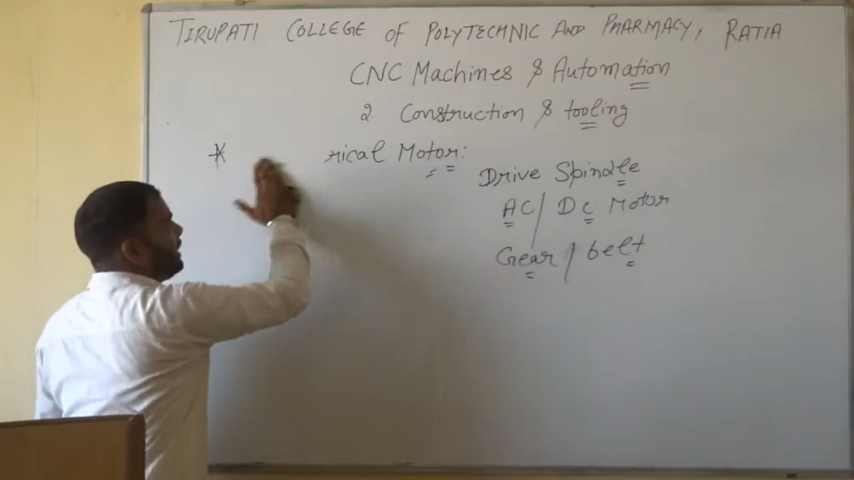 TIRUPATI COLLEGE OF POLYTECHNIC AND PHARMACY, RATIA
CNC Machines & Automation
2 Construction & tooling
* rical Motor:
Drive Spindle
AC/DC Motor
Gear/belt